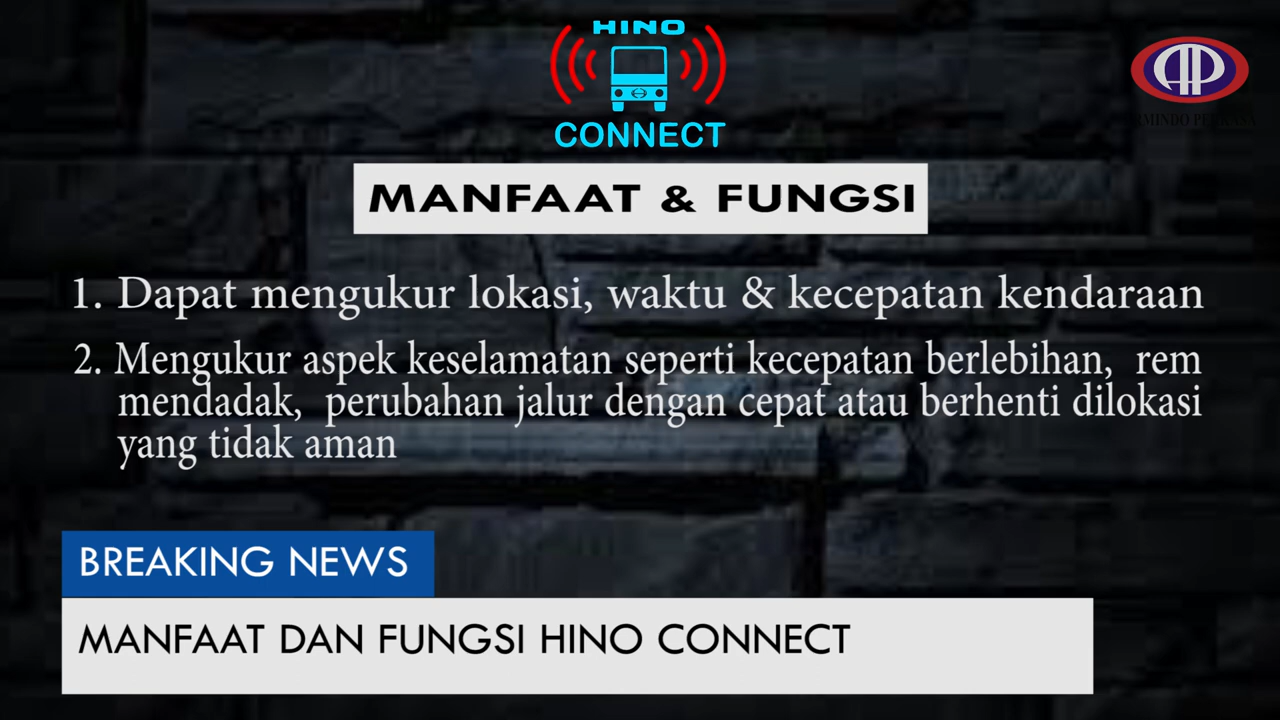 HINO
CONNECT
AP
MANFAAT & FUNGSI
1. Dapat mengukur lokasi, waktu & kecepatan kendaraan
2. Mengukur aspek keselamatan seperti kecepatan berlebihan, rem
mendadak, perubahan jalur dengan cepat atau berhenti dilokasi
yang tidak aman
BREAKING NEWS
MANFAAT DAN FUNGSI HINO CONNECT